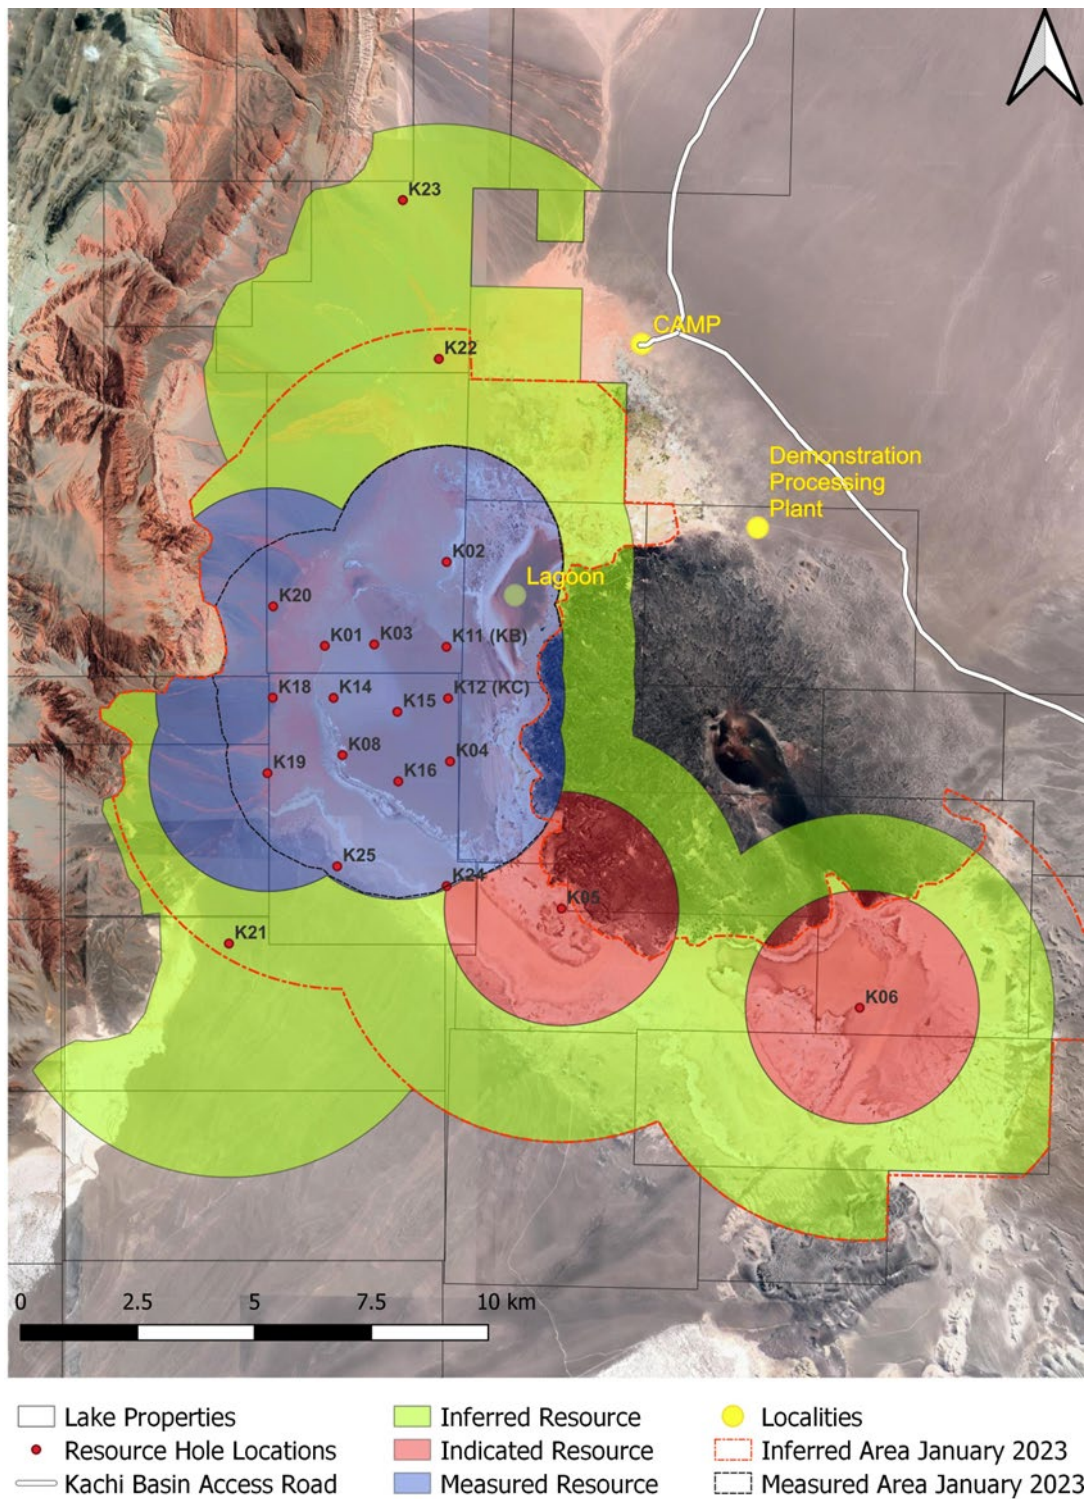 K23
CAMP
K22
Demonstration
Processing
Plant
K02
Lagoon
K20
K01
K03
K11 (KB)
K18
K14
K15
K12 (KC)
K08
K04
K19
K16
K25
K24
K05
K21
K06
0 2.5 5 7.5 10 km
Lake Properties
Inferred Resource
Localities
Resource Hole Locations
Indicated Resource
Inferred Area January 2023
Kachi Basin Access Road
Measured Resource
Measured Area January 2023